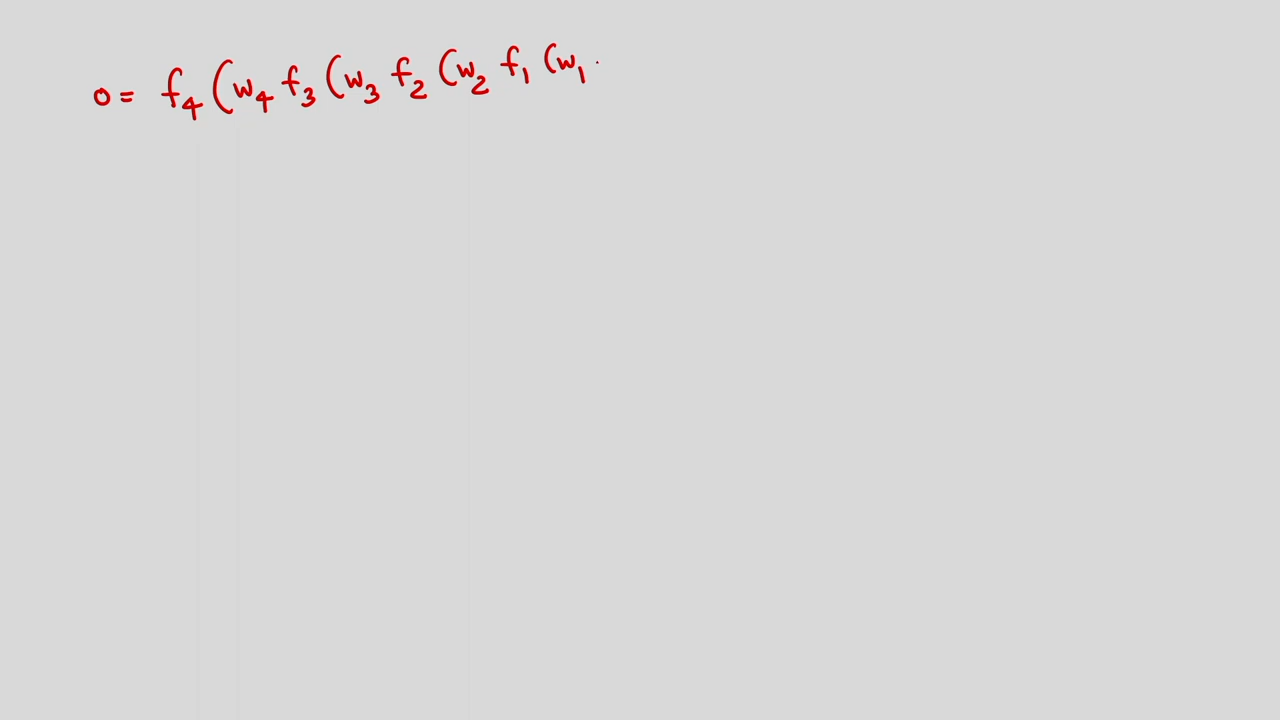 o = f₄ (w₄ f₃ (w₃ f₂ (w₂ f₁ (w₁ .